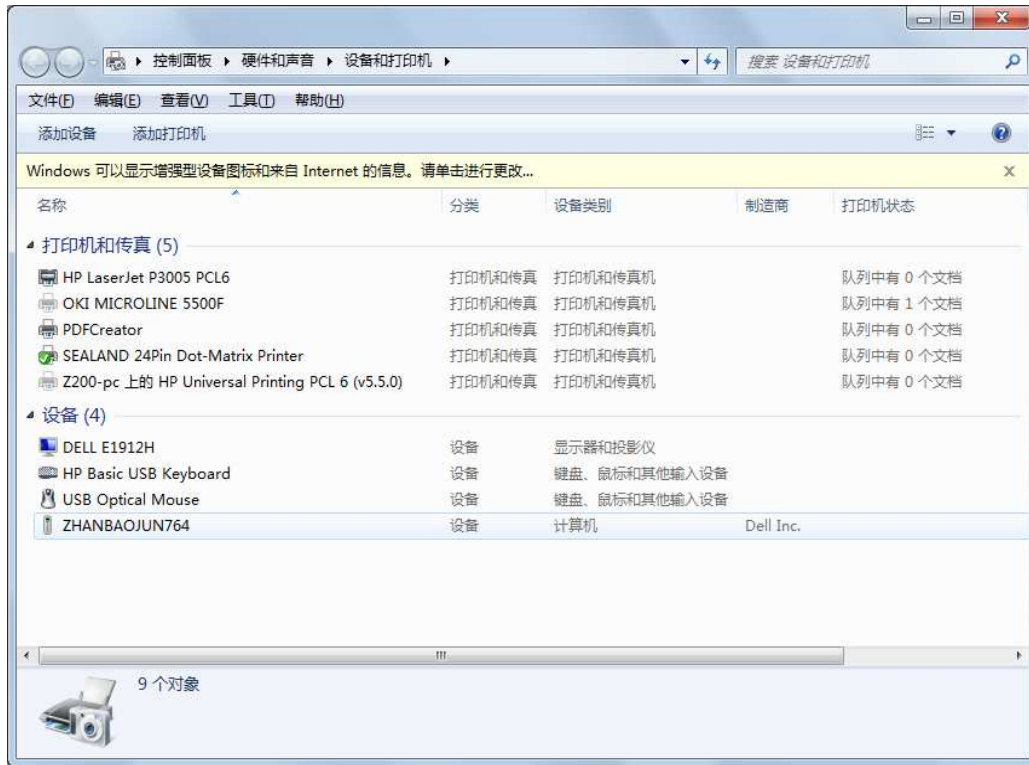 控制面板 硬件和声音 设备和打印机 搜索 设备和打印机
文件(F) 编辑(E) 查看(V) 工具(T) 帮助(H)
添加设备 添加打印机
Windows 可以显示增强型设备图标和来自 Internet 的信息。请单击进行更改...
名称 分类 设备类别 制造商 打印机状态
打印机和传真 (5)
HP LaserJet P3005 PCL6 打印机和传真 打印机和传真机 队列中有 0 个文档
OKI MICROLINE 5500F 打印机和传真 打印机和传真机 队列中有 1 个文档
PDFCreator 打印机和传真 打印机和传真机 队列中有 0 个文档
SEALAND 24Pin Dot-Matrix Printer 打印机和传真 打印机和传真机 队列中有 0 个文档
Z200-pc 上的 HP Universal Printing PCL 6 (v5.5.0) 打印机和传真 打印机和传真机 队列中有 0 个文档
设备 (4)
DELL E1912H 设备 显示器和投影仪
HP Basic USB Keyboard 设备 键盘、鼠标和其他输入设备
USB Optical Mouse 设备 键盘、鼠标和其他输入设备
ZHANBAOJUN764 设备 计算机 Dell Inc.
9 个对象